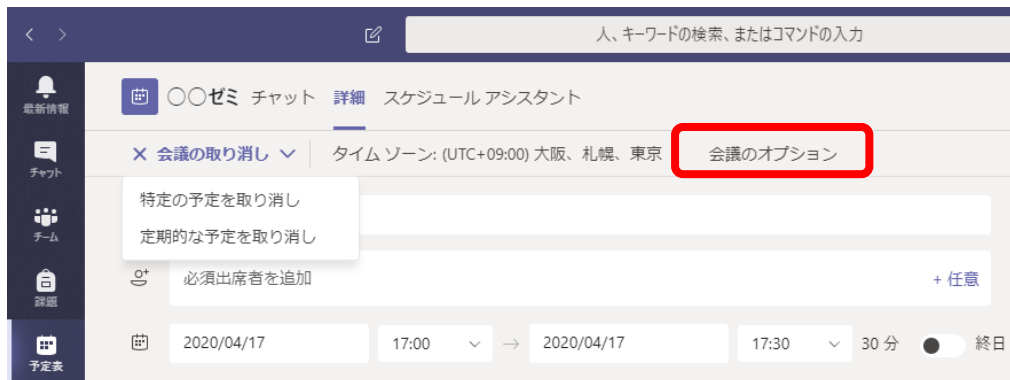 人、キーワードの検索、またはコマンドの入力
最新情報
〇〇ゼミ チャット 詳細 スケジュール アシスタント
チャット
× 会議の取り消し タイム ゾーン: (UTC+09:00) 大阪、札幌、東京 会議のオプション
特定の予定を取り消し
チーム
定期的な予定を取り消し
課題
必須出席者を追加 + 任意
予定表
2020/04/17 17:00 → 2020/04/17 17:30 30 分 終日